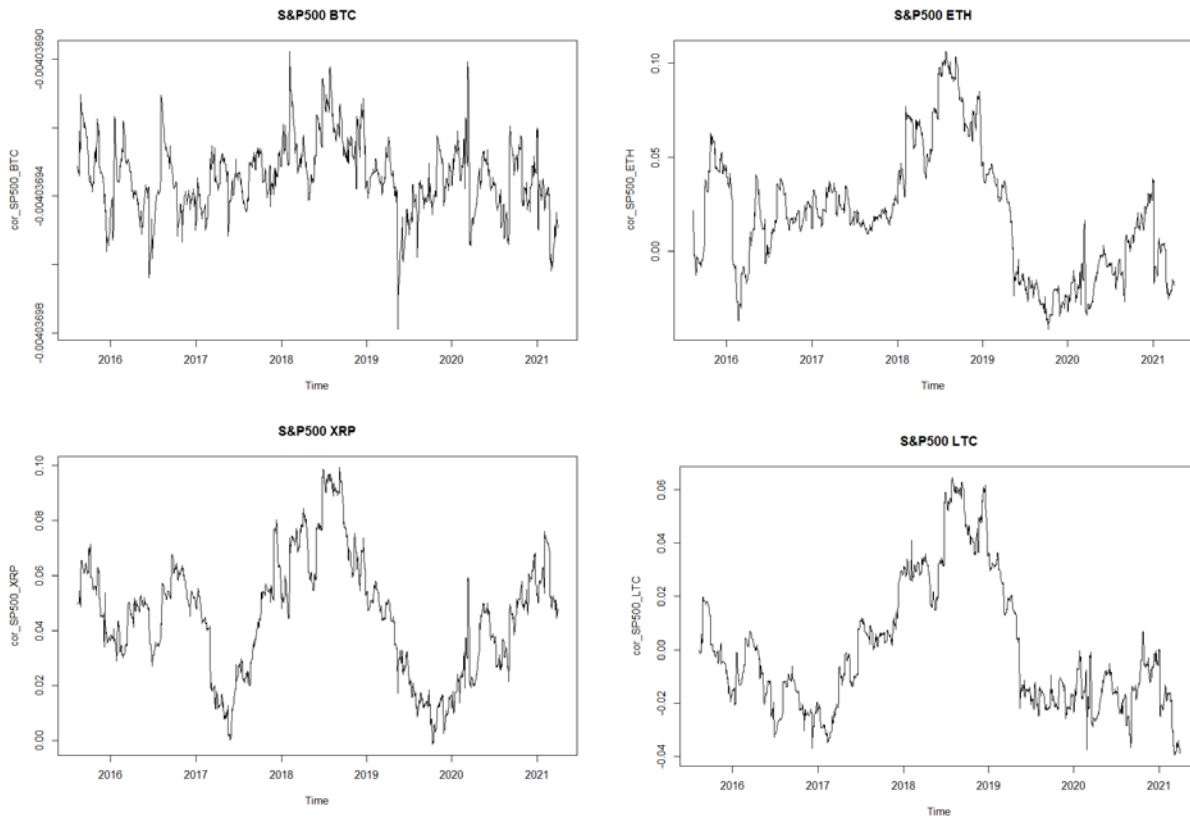 S&P500 BTC
cor_SP500_BTC
-0.00403698 -0.00403694 -0.00403690
2016 2017 2018 2019 2020 2021
Time
S&P500 ETH
cor_SP500_ETH
0.00 0.05 0.10
2016 2017 2018 2019 2020 2021
Time
S&P500 XRP
cor_SP500_XRP
0.00 0.02 0.04 0.06 0.08 0.10
2016 2017 2018 2019 2020 2021
Time
S&P500 LTC
cor_SP500_LTC
-0.04 -0.02 0.00 0.02 0.04 0.06
2016 2017 2018 2019 2020 2021
Time